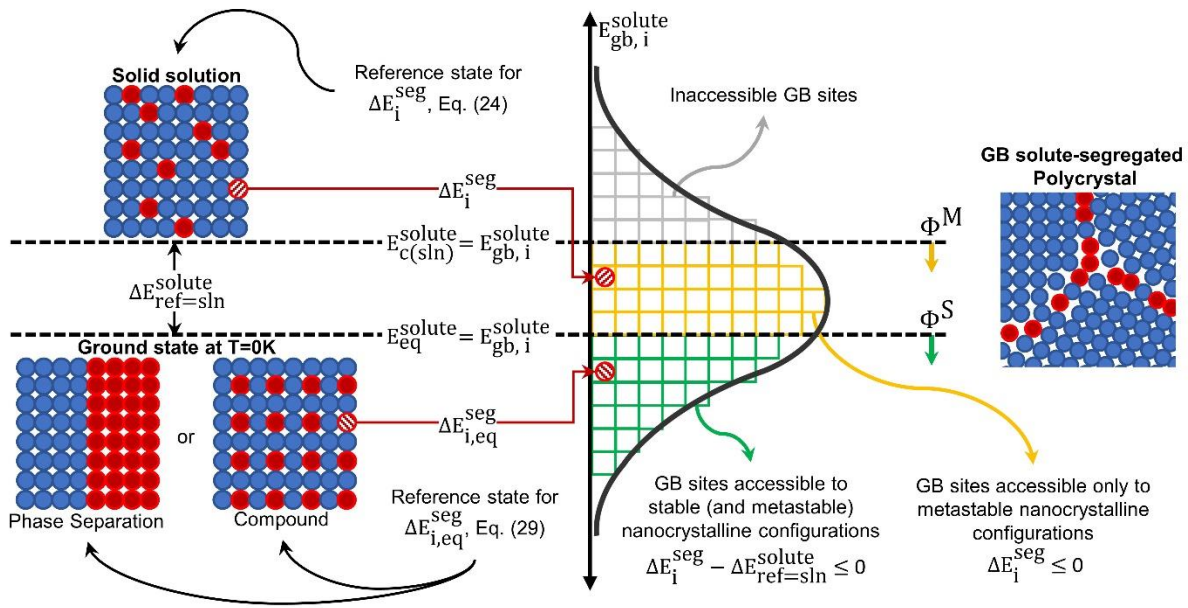 Solid solution
Reference state for
ΔE_i^seg, Eq. (24)
E_gb, i^solute
Inaccessible GB sites
GB solute-segregated
Polycrystal
ΔE_i^seg
Φ^M
E_c(sln)^solute = E_gb, i^solute
ΔE_ref=sln^solute
E_eq^solute = E_gb, i^solute
Φ^S
Ground state at T=0K
or
ΔE_i,eq^seg
Phase Separation
Compound
Reference state for
ΔE_i,eq^seg, Eq. (29)
GB sites accessible to
stable (and metastable)
nanocrystalline configurations
ΔE_i^seg − ΔE_ref=sln^solute ≤ 0
GB sites accessible only to
metastable nanocrystalline
configurations
ΔE_i^seg ≤ 0